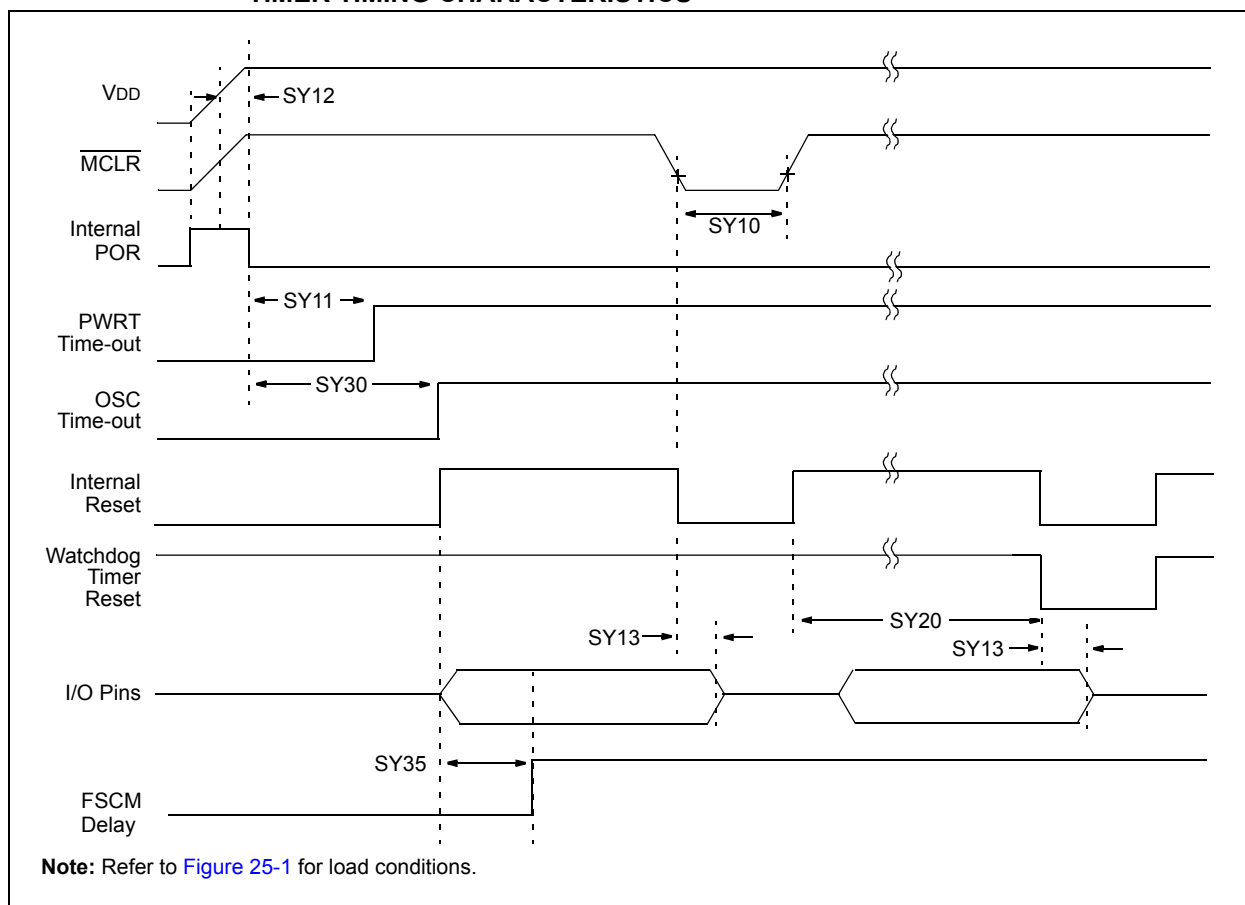 TIMER TIMING CHARACTERISTICS
VDD
SY12
MCLR
SY10
Internal
POR
SY11
PWRT
Time-out
SY30
OSC
Time-out
Internal
Reset
Watchdog
Timer
Reset
SY20
SY13
SY13
I/O Pins
SY35
FSCM
Delay
Note: Refer to Figure 25-1 for load conditions.